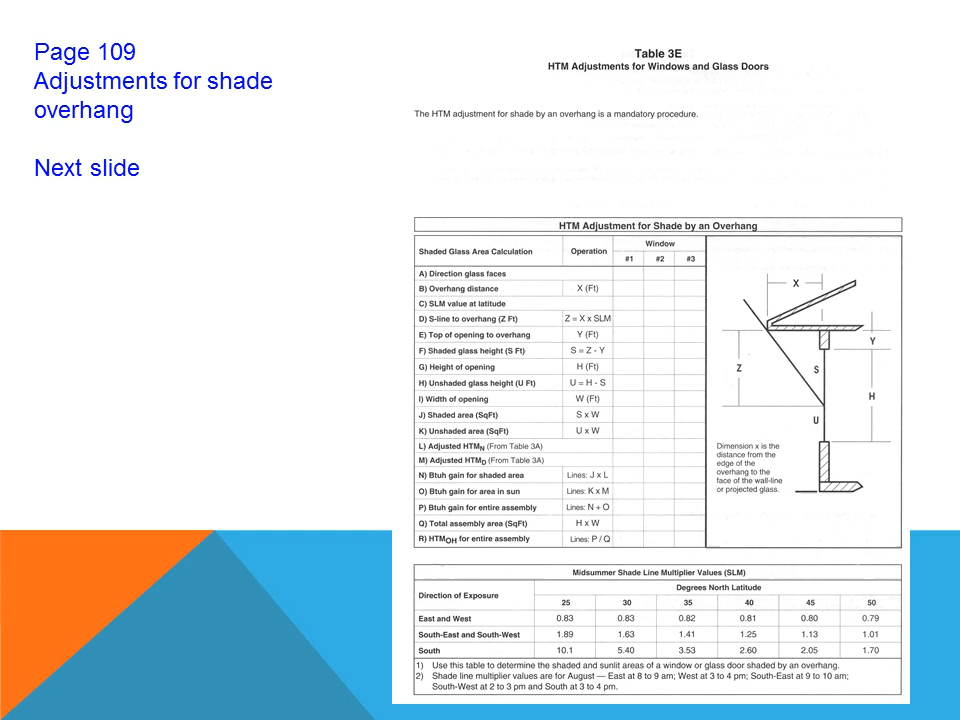 Page 109
Adjustments for shade
overhang
Next slide
Table 3E
HTM Adjustments for Windows and Glass Doors
The HTM adjustment for shade by an overhang is a mandatory procedure.
HTM Adjustment for Shade by an Overhang
Shaded Glass Area Calculation Operation Window
#1 #2 #3
A) Direction glass faces
B) Overhang distance X (Ft)
C) SLM value at latitude
D) S-line to overhang (Z Ft) Z = X x SLM
E) Top of opening to overhang Y (Ft)
F) Shaded glass height (S Ft) S = Z - Y
G) Height of opening H (Ft)
H) Unshaded glass height (U Ft) U = H - S
I) Width of opening W (Ft)
J) Shaded area (SqFt) S x W
K) Unshaded area (SqFt) U x W
L) Adjusted HTMN (From Table 3A)
M) Adjusted HTMD (From Table 3A)
N) Btuh gain for shaded area Lines: J x L
O) Btuh gain for area in sun Lines: K x M
P) Btuh gain for entire assembly Lines: N + O
Q) Total assembly area (SqFt) H x W
R) HTMOH for entire assembly Lines: P / Q
X
Y
Z
S
H
U
Dimension x is the
distance from the
edge of the
overhang to the
face of the wall-line
or projected glass.
Midsummer Shade Line Multiplier Values (SLM)
Direction of Exposure Degrees North Latitude
25 30 35 40 45 50
East and West 0.83 0.83 0.82 0.81 0.80 0.79
South-East and South-West 1.89 1.63 1.41 1.25 1.13 1.01
South 10.1 5.40 3.53 2.60 2.05 1.70
1) Use this table to determine the shaded and sunlit areas of a window or glass door shaded by an overhang.
2) Shade line multiplier values are for August — East at 8 to 9 am; West at 3 to 4 pm; South-East at 9 to 10 am;
South-West at 2 to 3 pm and South at 3 to 4 pm.